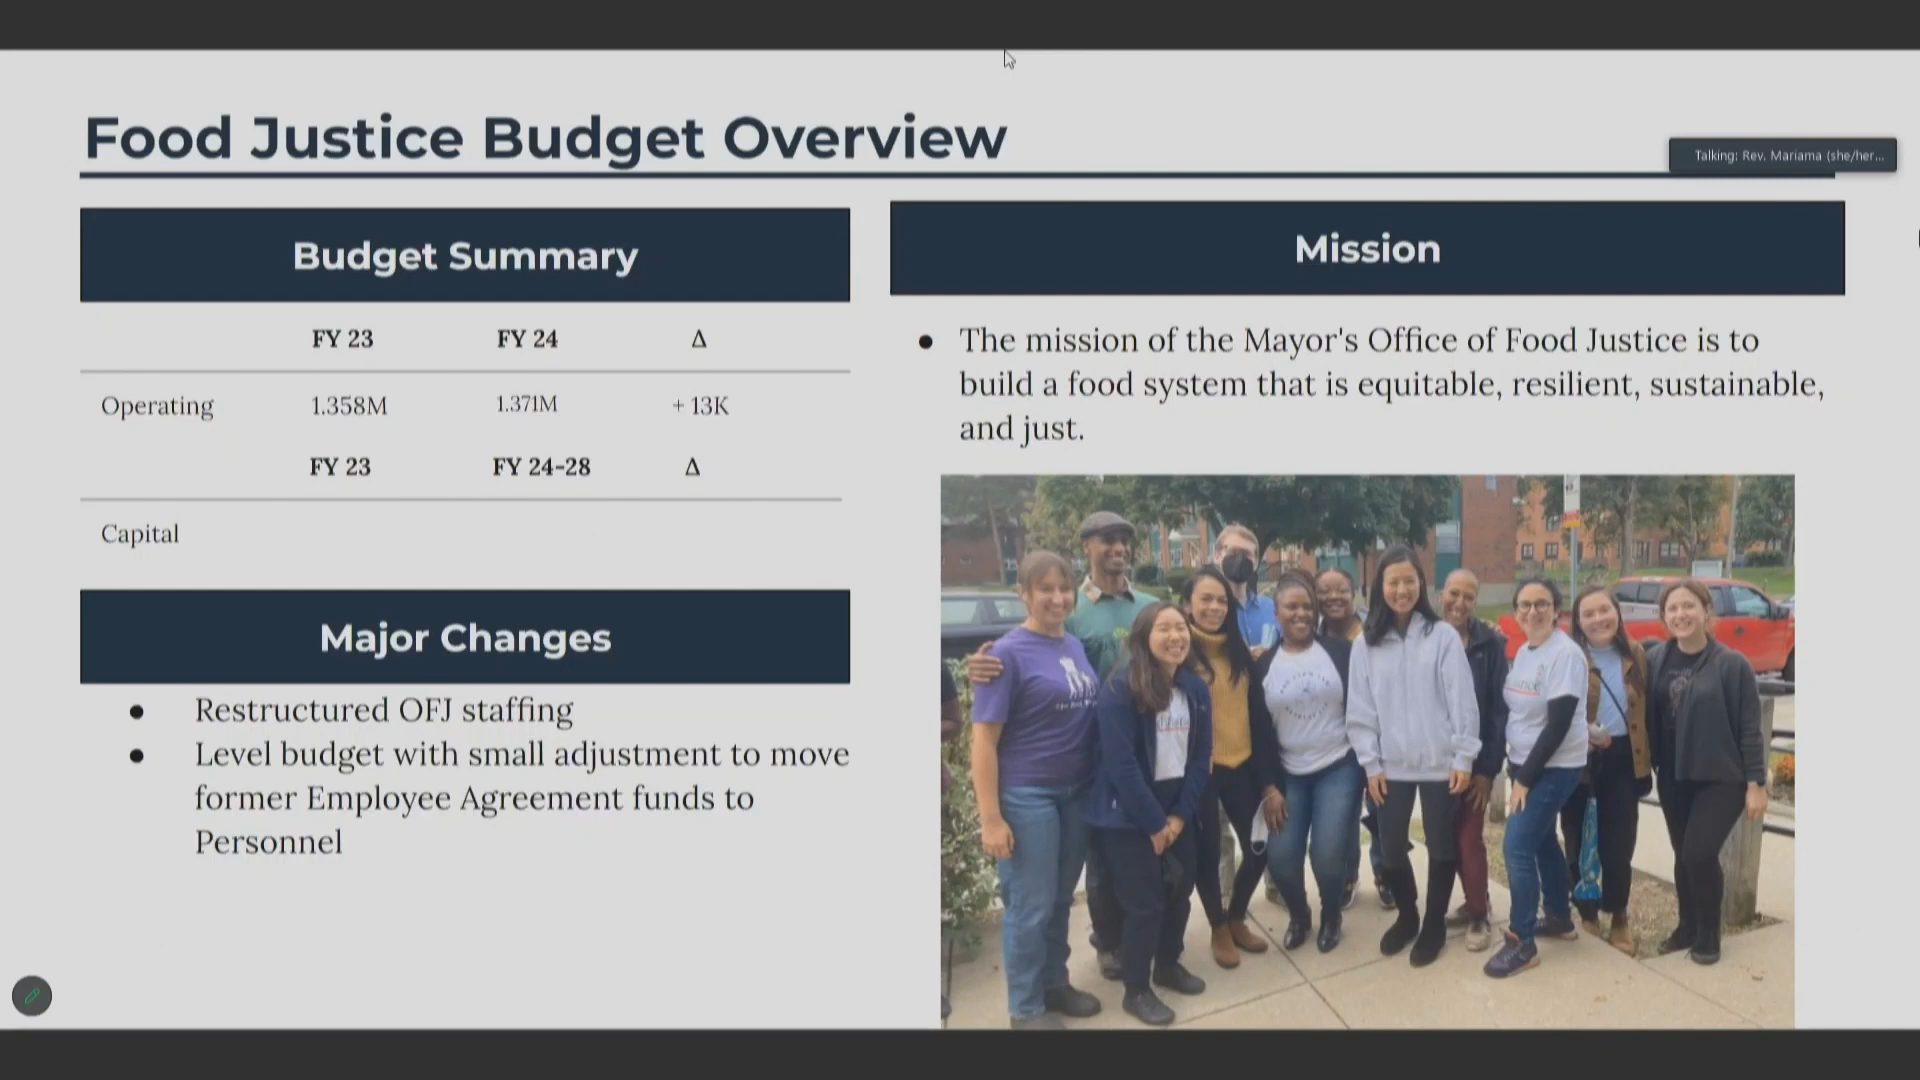 Food Justice Budget Overview
Talking: Rev. Mariama (she/her...
Budget Summary
FY 23 FY 24 Δ
Operating 1.358M 1.371M + 13K
FY 23 FY 24-28 Δ
Capital
Major Changes
● Restructured OFJ staffing
● Level budget with small adjustment to move
former Employee Agreement funds to
Personnel
Mission
● The mission of the Mayor's Office of Food Justice is to
build a food system that is equitable, resilient, sustainable,
and just.